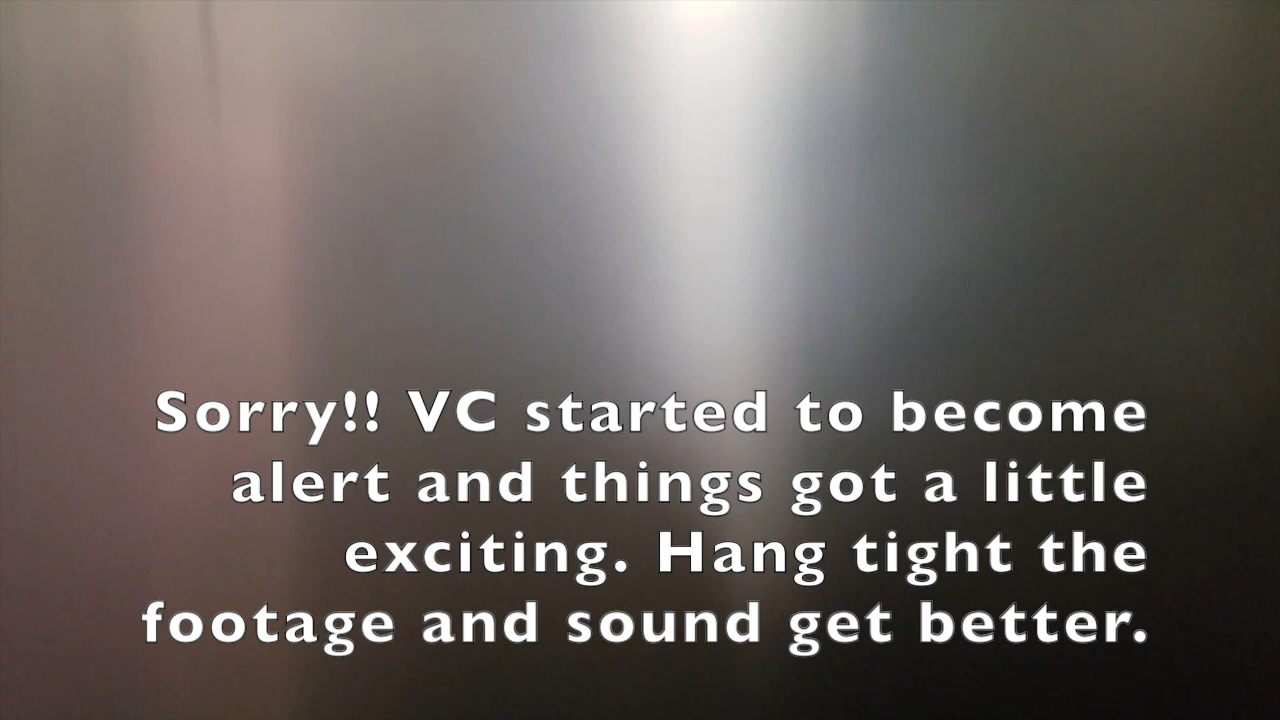 Sorry!! VC started to become
alert and things got a little
exciting. Hang tight the
footage and sound get better.